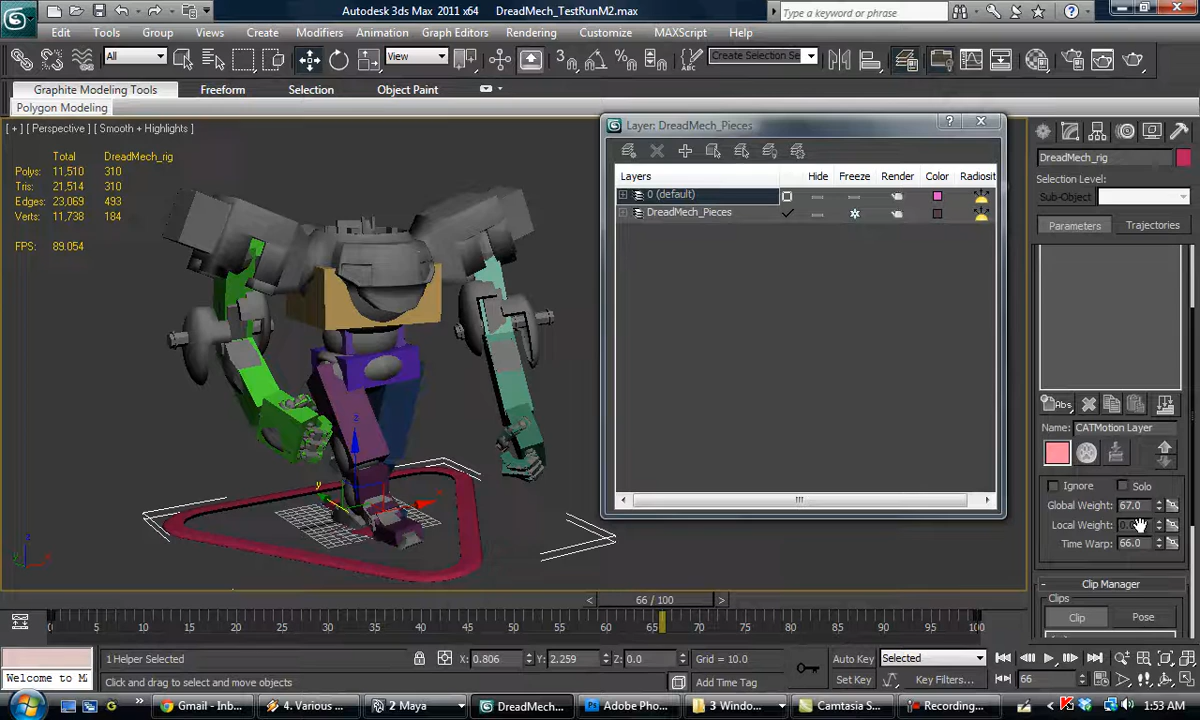 Autodesk 3ds Max 2011 x64 DreadMech_TestRunM2.max
Type a keyword or phrase
Edit Tools Group Views Create Modifiers Animation Graph Editors Rendering Customize MAXScript Help
All View Create Selection Se
Graphite Modeling Tools Freeform Selection Object Paint
Polygon Modeling
[ + ] [ Perspective ] [ Smooth + Highlights ]
Total DreadMech_rig
Polys: 11,510 310
Tris: 21,514 310
Edges: 23,069 493
Verts: 11,738 184
FPS: 89.054
Layer: DreadMech_Pieces
Layers Hide Freeze Render Color Radiosit
0 (default)
DreadMech_Pieces
DreadMech_rig
Selection Level:
Sub-Object
Parameters Trajectories
Abs
Name: CATMotion Layer
Ignore Solo
Global Weight: 67.0
Local Weight:
Time Warp: 66.0
Clip Manager
Clips
Clip Pose
z
y
x
z
x
66 / 100
5 10 15 20 25 30 35 40 45 50 55 60 65 70 75 80 85 90 95 100
1 Helper Selected X: 0.806 Y: 2.259 Z: 0.0 Grid = 10.0 Auto Key Selected
Welcome to M Click and drag to select and move objects Add Time Tag Set Key Key Filters... 66
Gmail - Inb... 4. Various ... 2 Maya DreadMech_... Adobe Pho... 3 Windo... Camtasia S... Recording... 1:53 AM